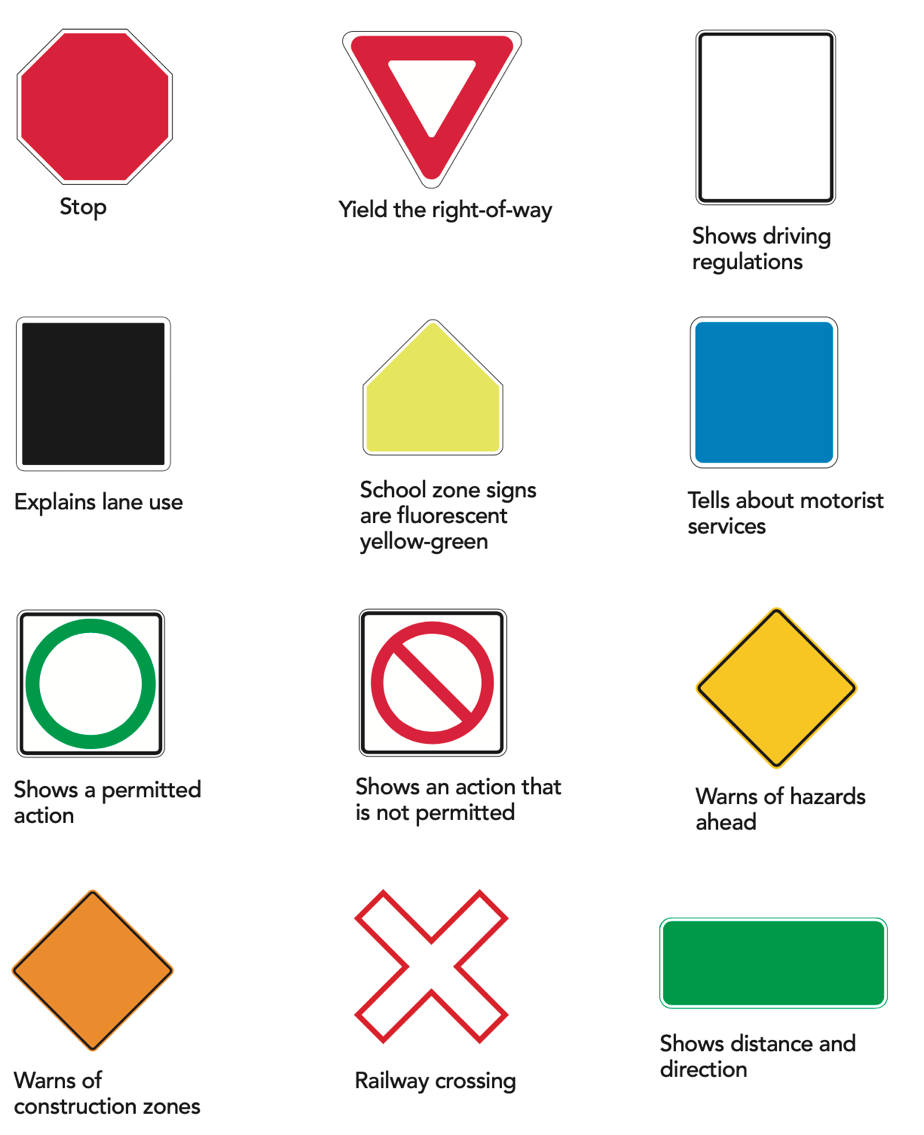 Stop
Yield the right-of-way
Shows driving
regulations
Explains lane use
School zone signs
are fluorescent
yellow-green
Tells about motorist
services
Shows a permitted
action
Shows an action that
is not permitted
Warns of hazards
ahead
Warns of
construction zones
Railway crossing
Shows distance and
direction